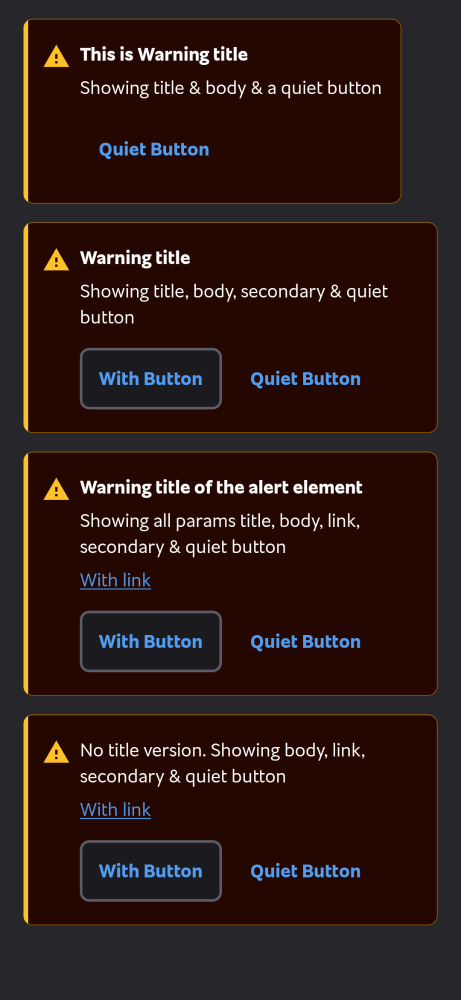 This is Warning title
Showing title & body & a quiet button
Quiet Button
Warning title
Showing title, body, secondary & quiet
button
With Button
Quiet Button
Warning title of the alert element
Showing all params title, body, link,
secondary & quiet button
With link
With Button
Quiet Button
No title version. Showing body, link,
secondary & quiet button
With link
With Button
Quiet Button